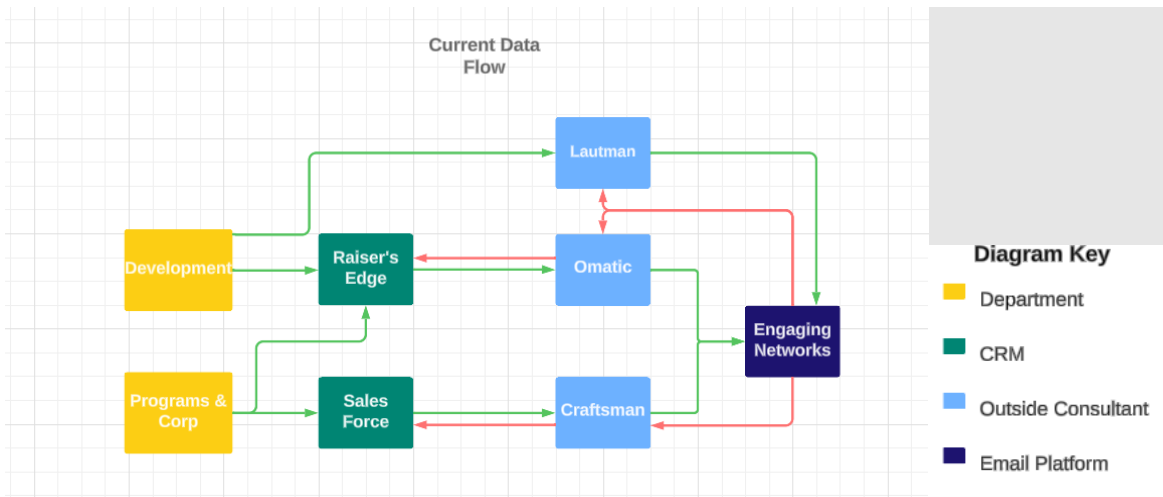 Current Data
Flow
Lautman
Development
Raiser's
Edge
Omatic
Engaging
Networks
Programs &
Corp
Sales
Force
Craftsman
Diagram Key
Department
CRM
Outside Consultant
Email Platform